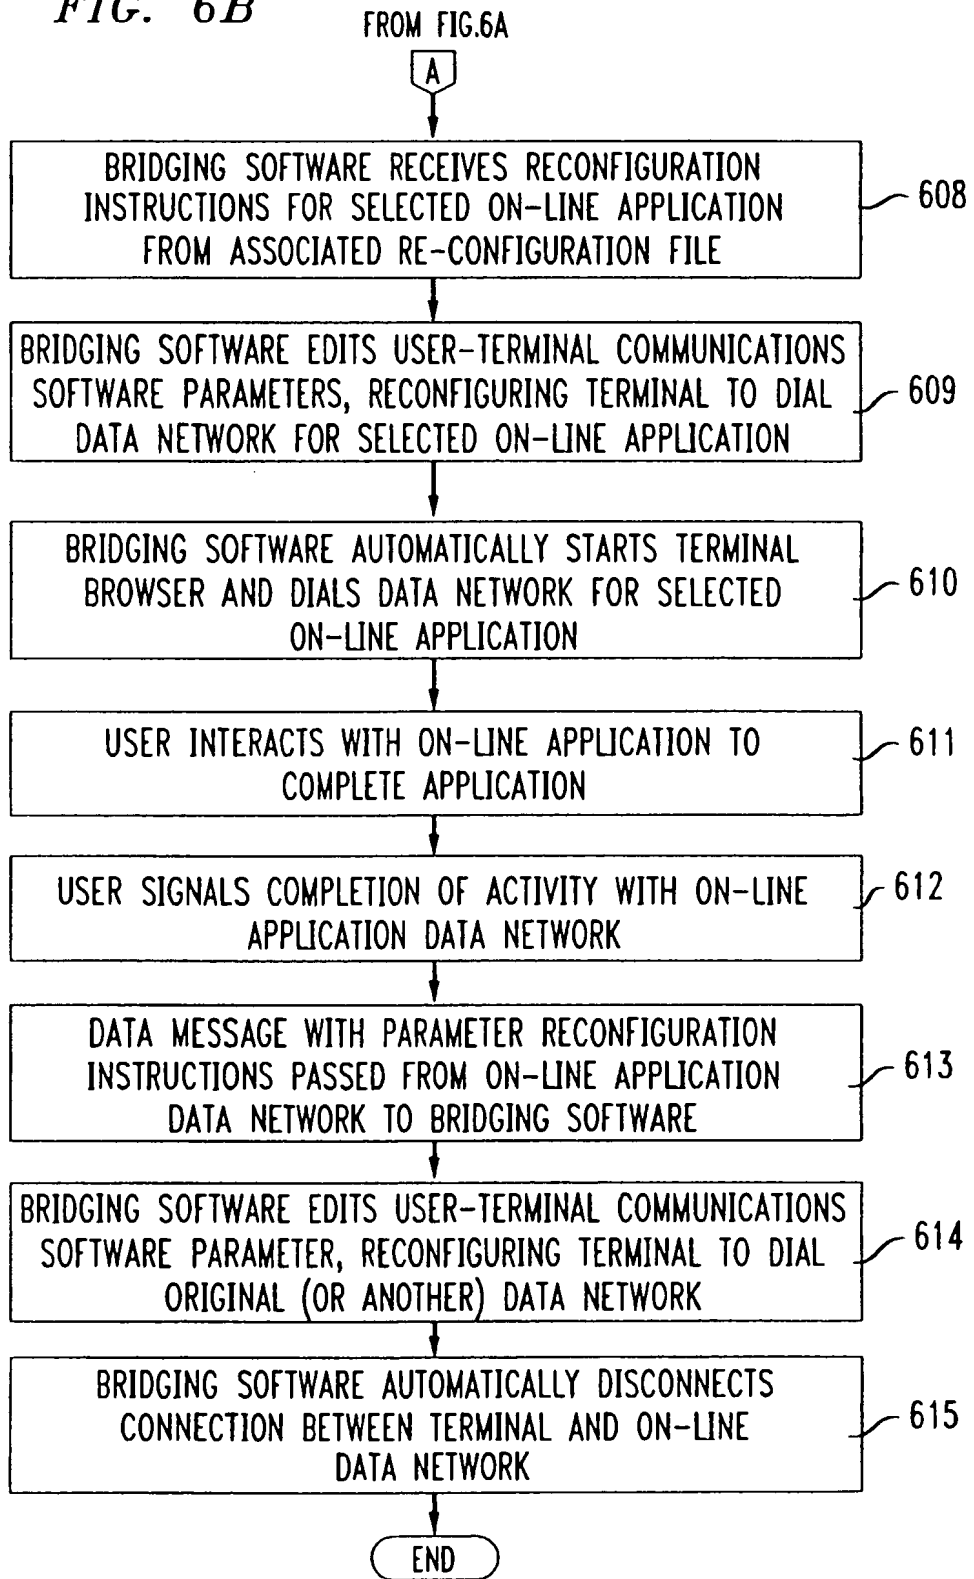 FIG. 6B
FROM FIG.6A
A
BRIDGING SOFTWARE RECEIVES RECONFIGURATION
INSTRUCTIONS FOR SELECTED ON-LINE APPLICATION
FROM ASSOCIATED RE-CONFIGURATION FILE
608
BRIDGING SOFTWARE EDITS USER-TERMINAL COMMUNICATIONS
SOFTWARE PARAMETERS, RECONFIGURING TERMINAL TO DIAL
DATA NETWORK FOR SELECTED ON-LINE APPLICATION
609
BRIDGING SOFTWARE AUTOMATICALLY STARTS TERMINAL
BROWSER AND DIALS DATA NETWORK FOR SELECTED
ON-LINE APPLICATION
610
USER INTERACTS WITH ON-LINE APPLICATION TO
COMPLETE APPLICATION
611
USER SIGNALS COMPLETION OF ACTIVITY WITH ON-LINE
APPLICATION DATA NETWORK
612
DATA MESSAGE WITH PARAMETER RECONFIGURATION
INSTRUCTIONS PASSED FROM ON-LINE APPLICATION
DATA NETWORK TO BRIDGING SOFTWARE
613
BRIDGING SOFTWARE EDITS USER-TERMINAL COMMUNICATIONS
SOFTWARE PARAMETER, RECONFIGURING TERMINAL TO DIAL
ORIGINAL (OR ANOTHER) DATA NETWORK
614
BRIDGING SOFTWARE AUTOMATICALLY DISCONNECTS
CONNECTION BETWEEN TERMINAL AND ON-LINE
DATA NETWORK
615
END